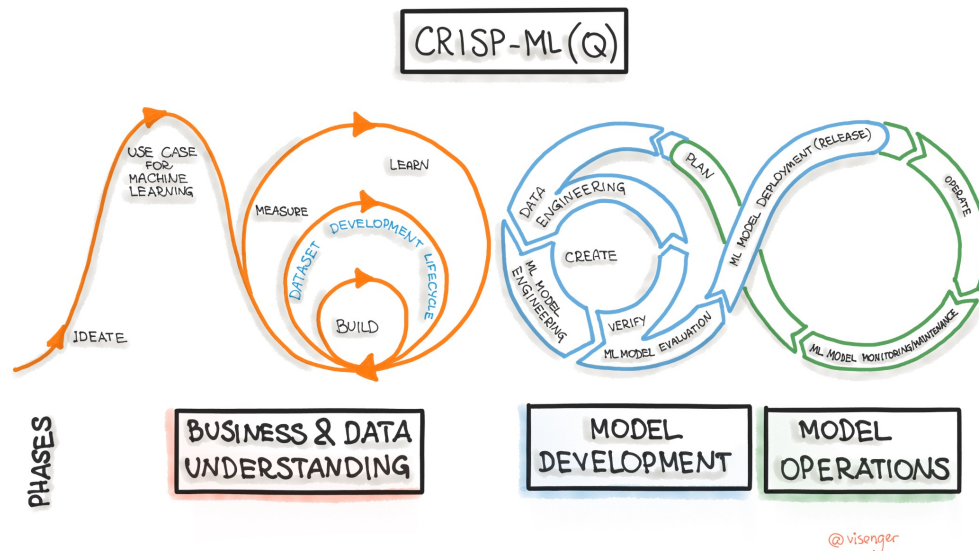 CRISP-ML(Q)
IDEATE
USE CASE
FOR
MACHINE
LEARNING
MEASURE
LEARN
DATASET DEVELOPMENT LIFECYCLE
BUILD
DATA
ENGINEERING
CREATE
ML MODEL
ENGINEERING
VERIFY
ML MODEL EVALUATION
PLAN
ML MODEL DEPLOYMENT (RELEASE)
OPERATE
ML MODEL MONITORING/MAINTENANCE
PHASES
BUSINESS & DATA
UNDERSTANDING
MODEL
DEVELOPMENT
MODEL
OPERATIONS
@visenger